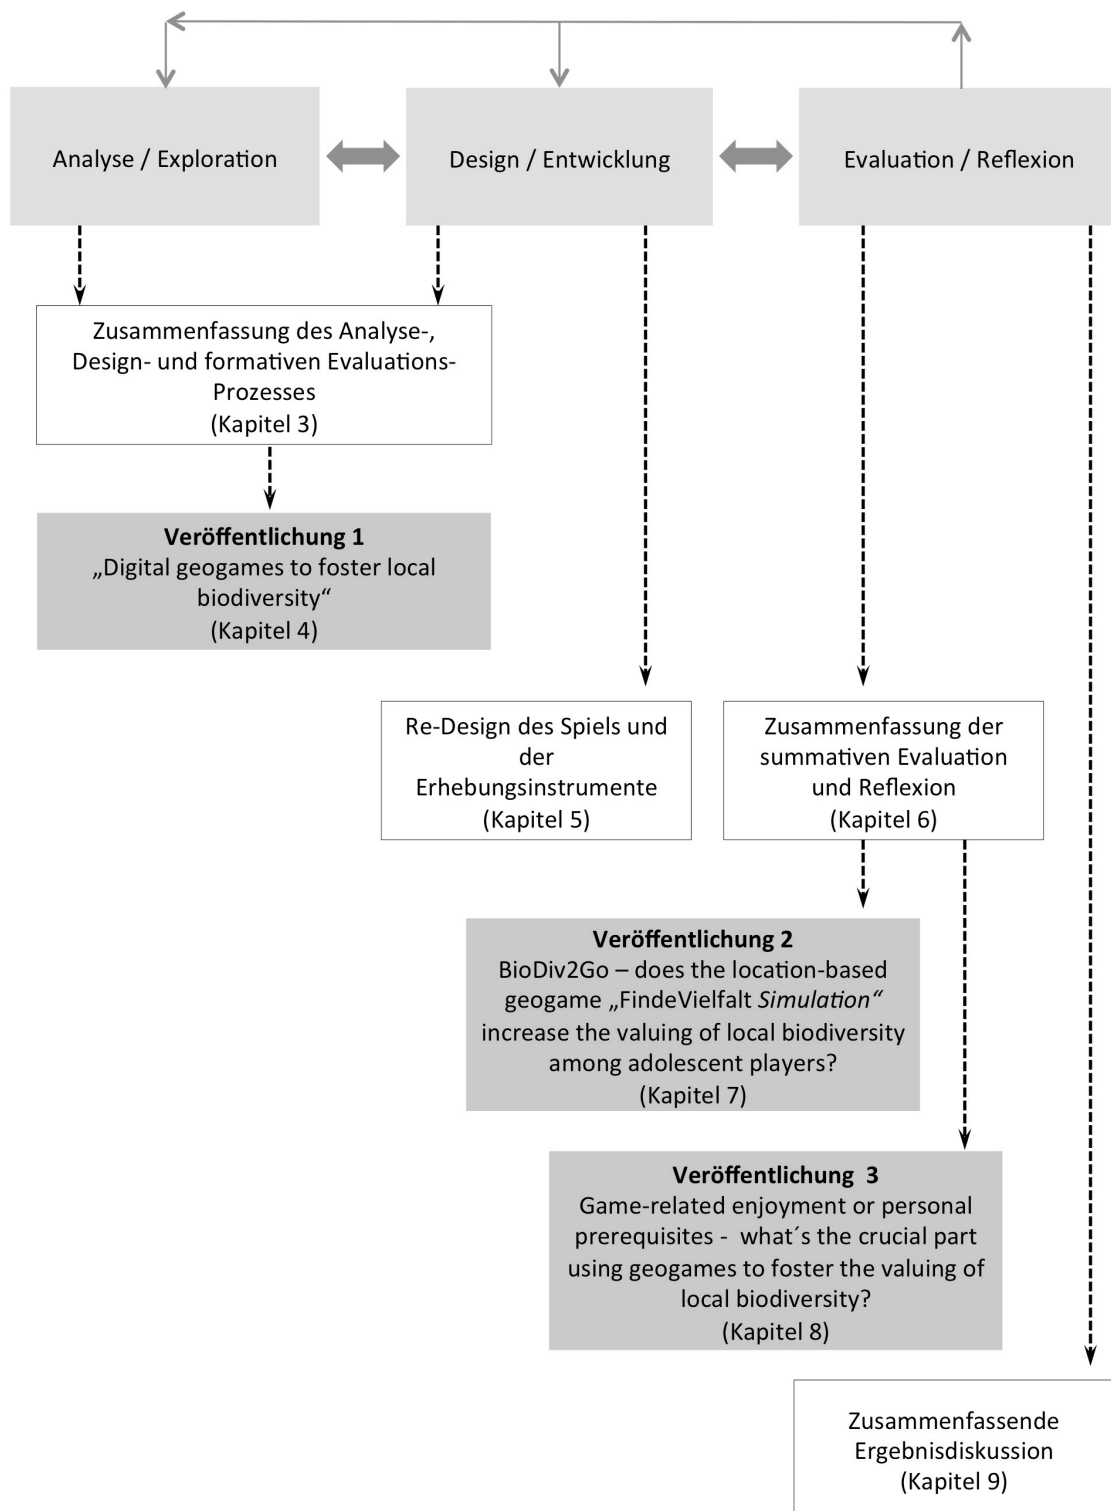 Analyse / Exploration
Design / Entwicklung
Evaluation / Reflexion
Zusammenfassung des Analyse-,
Design- und formativen Evaluations-
Prozesses
(Kapitel 3)
Veröffentlichung 1
„Digital geogames to foster local
biodiversity“
(Kapitel 4)
Re-Design des Spiels und
der
Erhebungsinstrumente
(Kapitel 5)
Zusammenfassung der
summativen Evaluation
und Reflexion
(Kapitel 6)
Veröffentlichung 2
BioDiv2Go – does the location-based
geogame „FindeVielfalt Simulation“
increase the valuing of local biodiversity
among adolescent players?
(Kapitel 7)
Veröffentlichung  3
Game-related enjoyment or personal
prerequisites -  what´s the crucial part
using geogames to foster the valuing of
local biodiversity?
(Kapitel 8)
Zusammenfassende
Ergebnisdiskussion
(Kapitel 9)